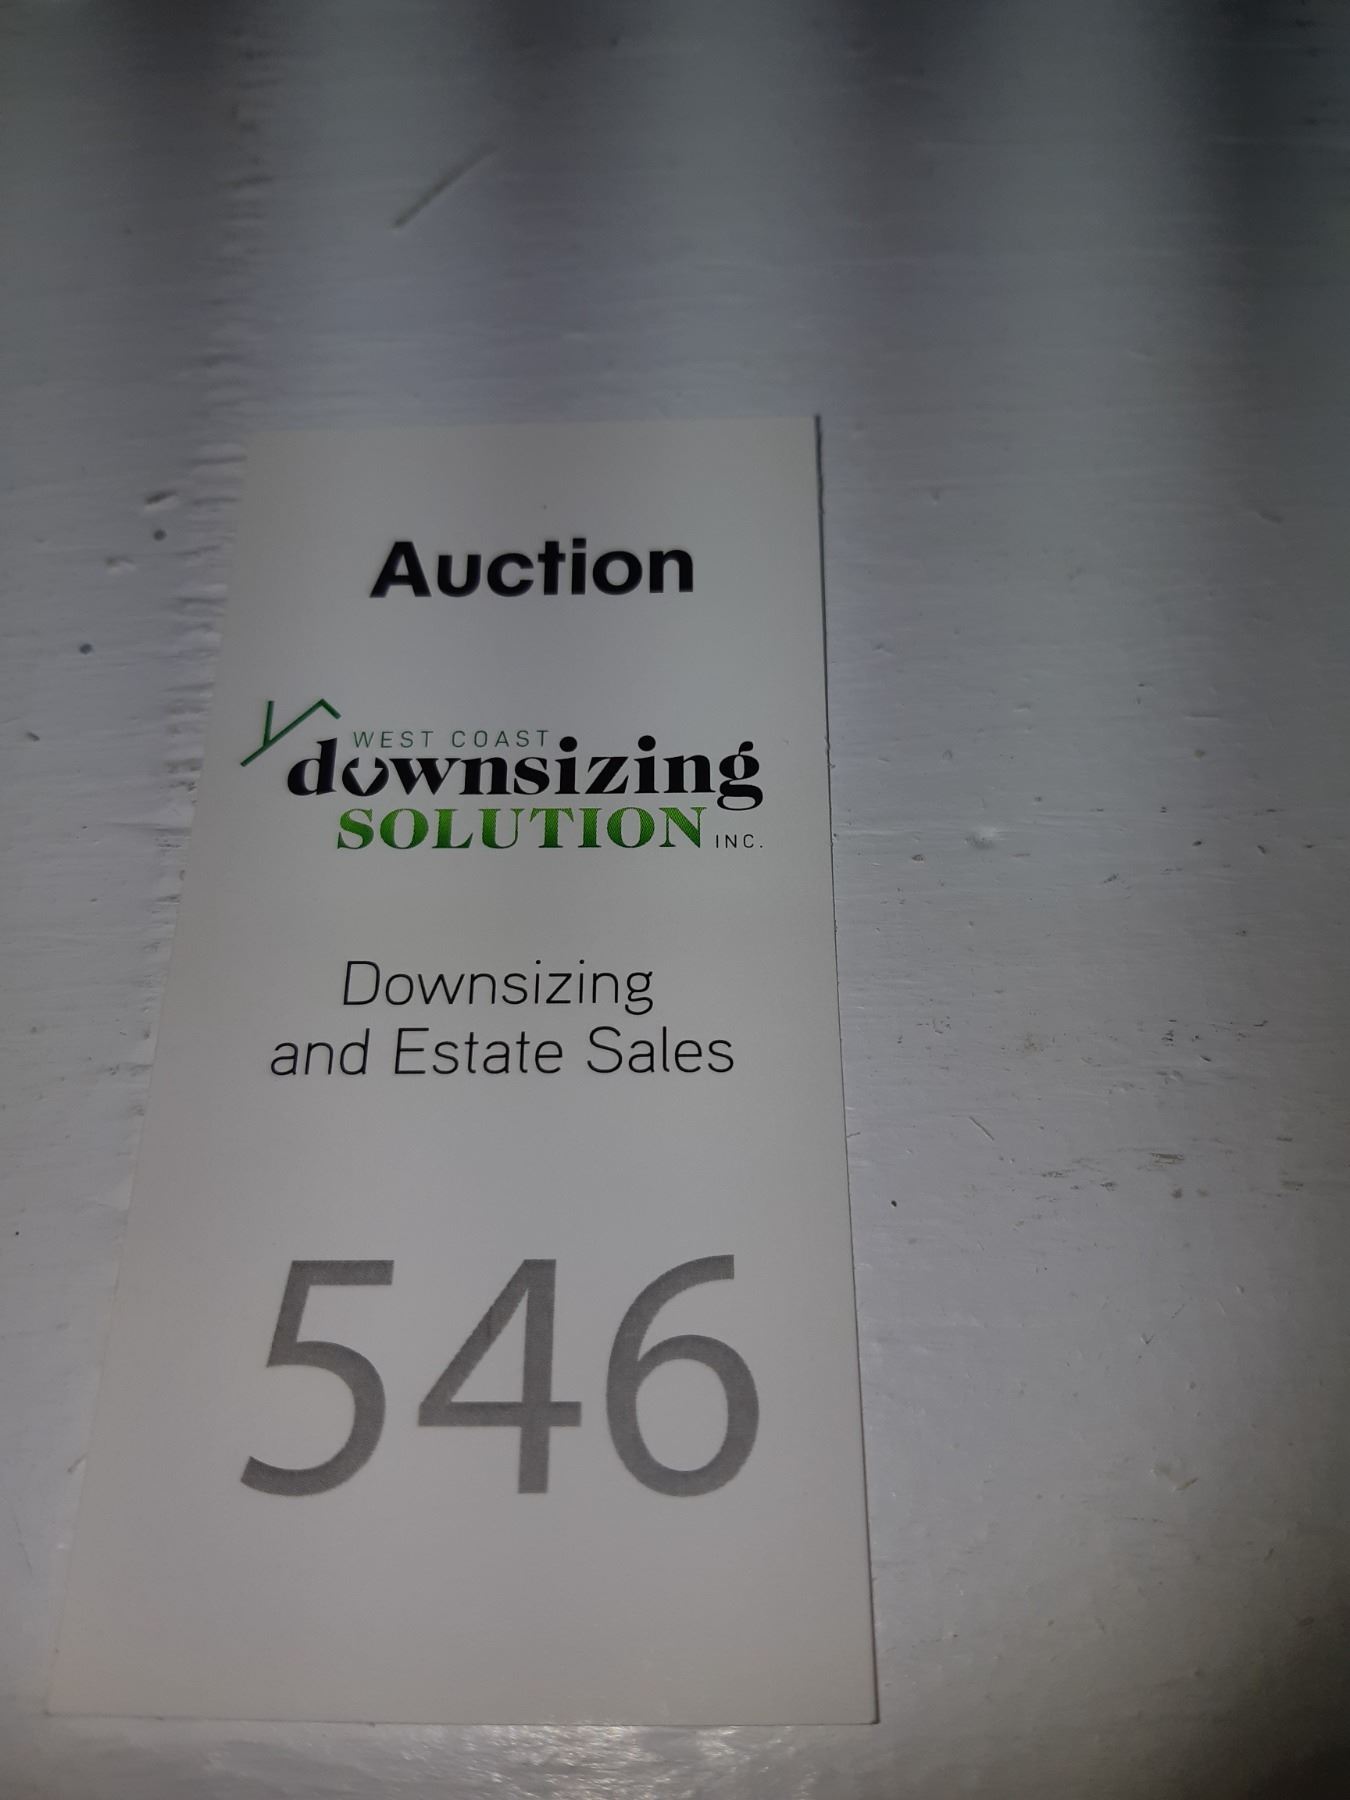 Auction
WEST COAST
downsizing
SOLUTION INC.
Downsizing
and Estate Sales
546